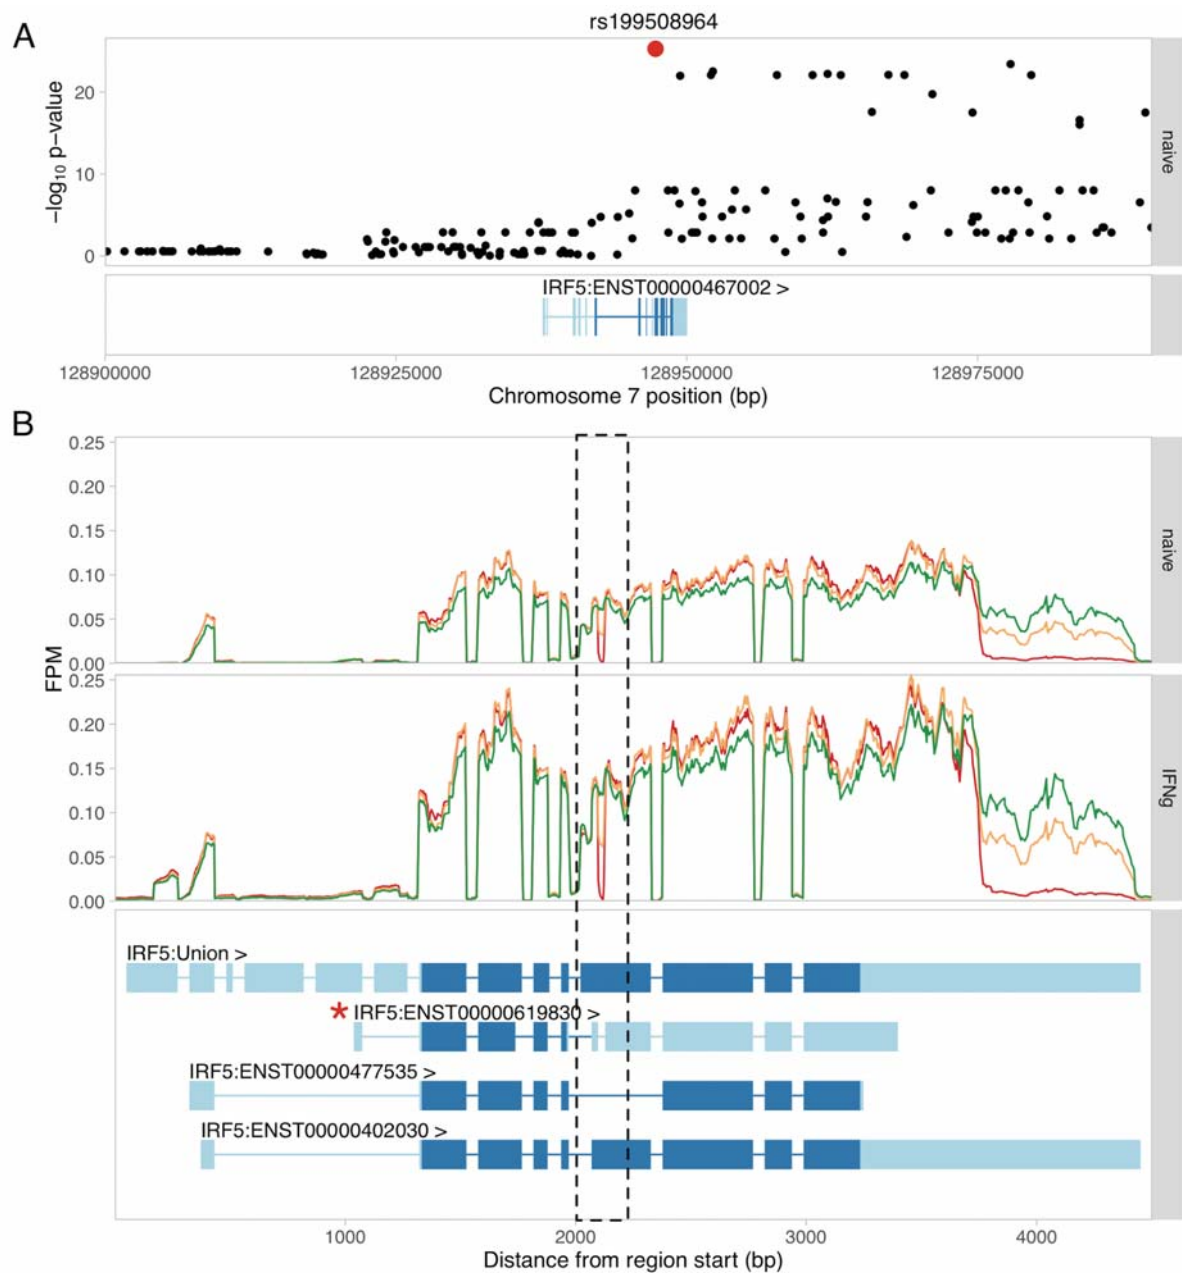 A
rs199508964
−log10 p−value
20
10
0
naive
IRF5:ENST00000467002 >
128900000 128925000 128950000 128975000
Chromosome 7 position (bp)
B
FPM
0.25
0.20
0.15
0.10
0.05
0.00
naive
0.25
0.20
0.15
0.10
0.05
0.00
IFNg
IRF5:Union >
* IRF5:ENST00000619830 >
IRF5:ENST00000477535 >
IRF5:ENST00000402030 >
1000 2000 3000 4000
Distance from region start (bp)